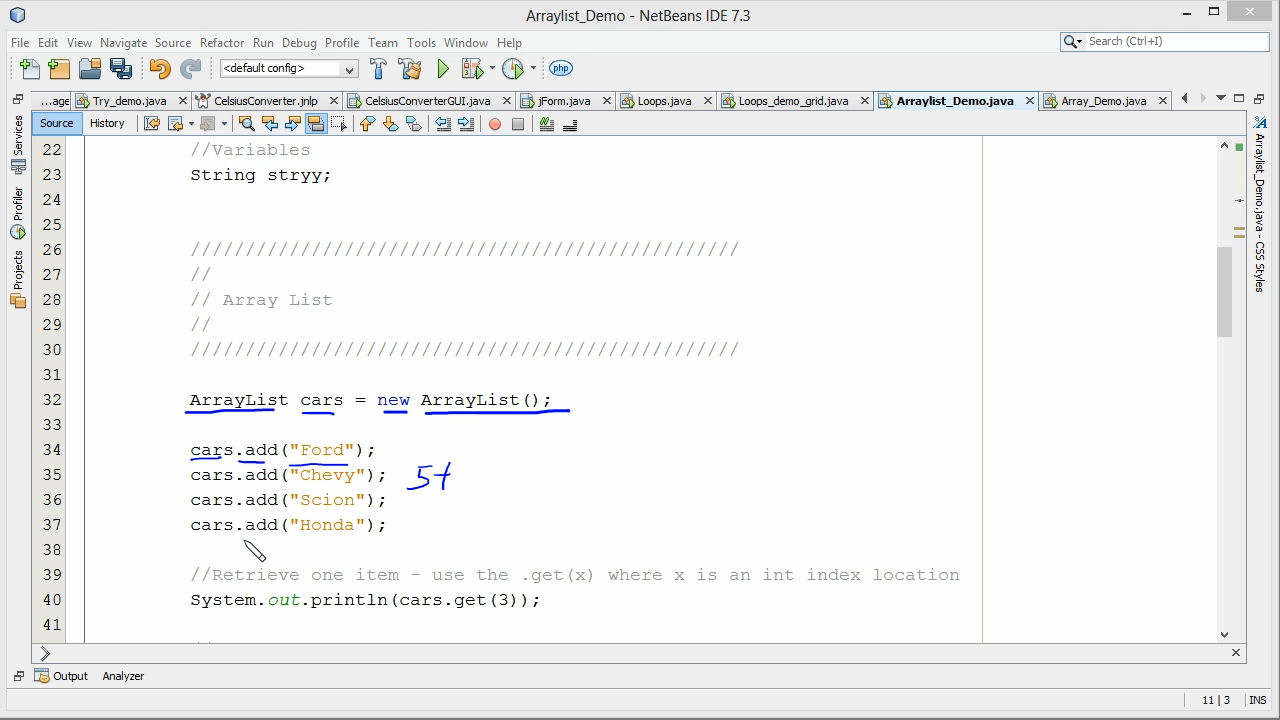 Arraylist_Demo - NetBeans IDE 7.3
File Edit View Navigate Source Refactor Run Debug Profile Team Tools Window Help
Search (Ctrl+I)
<default config>
php
...age Try_demo.java CelsiusConverter.jnlp CelsiusConverterGUI.java jForm.java Loops.java Loops_demo_grid.java Arraylist_Demo.java Array_Demo.java
Source History
Services
Profiler
Projects
22 //Variables
23 String stryy;
24
25
26 ///////////////////////////////////////////////////
27 //
28 // Array List
29 //
30 ///////////////////////////////////////////////////
31
32 ArrayList cars = new ArrayList();
33
34 cars.add("Ford");
35 cars.add("Chevy"); 5t
36 cars.add("Scion");
37 cars.add("Honda");
38
39 //Retrieve one item - use the .get(x) where x is an int index location
40 System.out.println(cars.get(3));
41
Arraylist_Demo.java - CSS Styles
Output Analyzer
11 | 3 INS